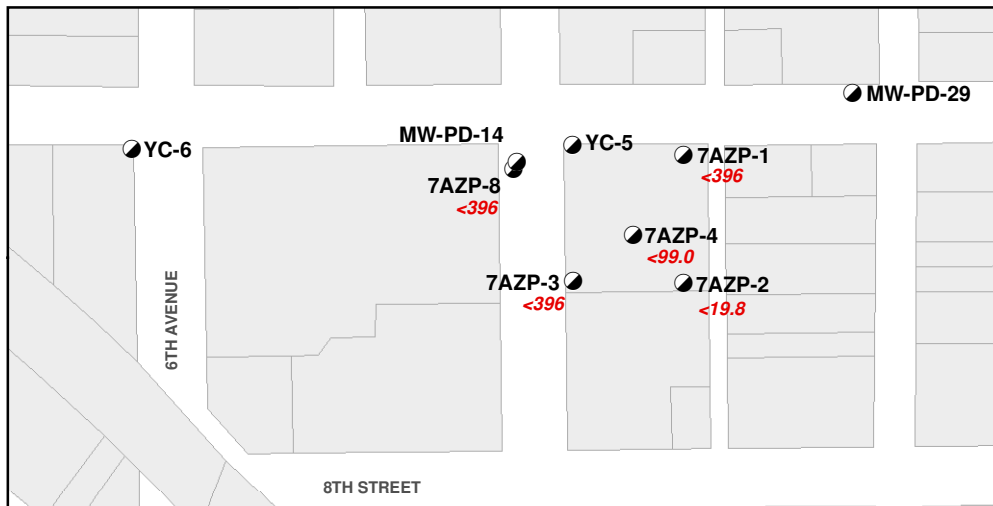 MW-PD-29
MW-PD-14
YC-5
YC-6
7AZP-1
<396
7AZP-8
<396
7AZP-4
<99.0
7AZP-3
<396
7AZP-2
<19.8
6TH AVENUE
8TH STREET